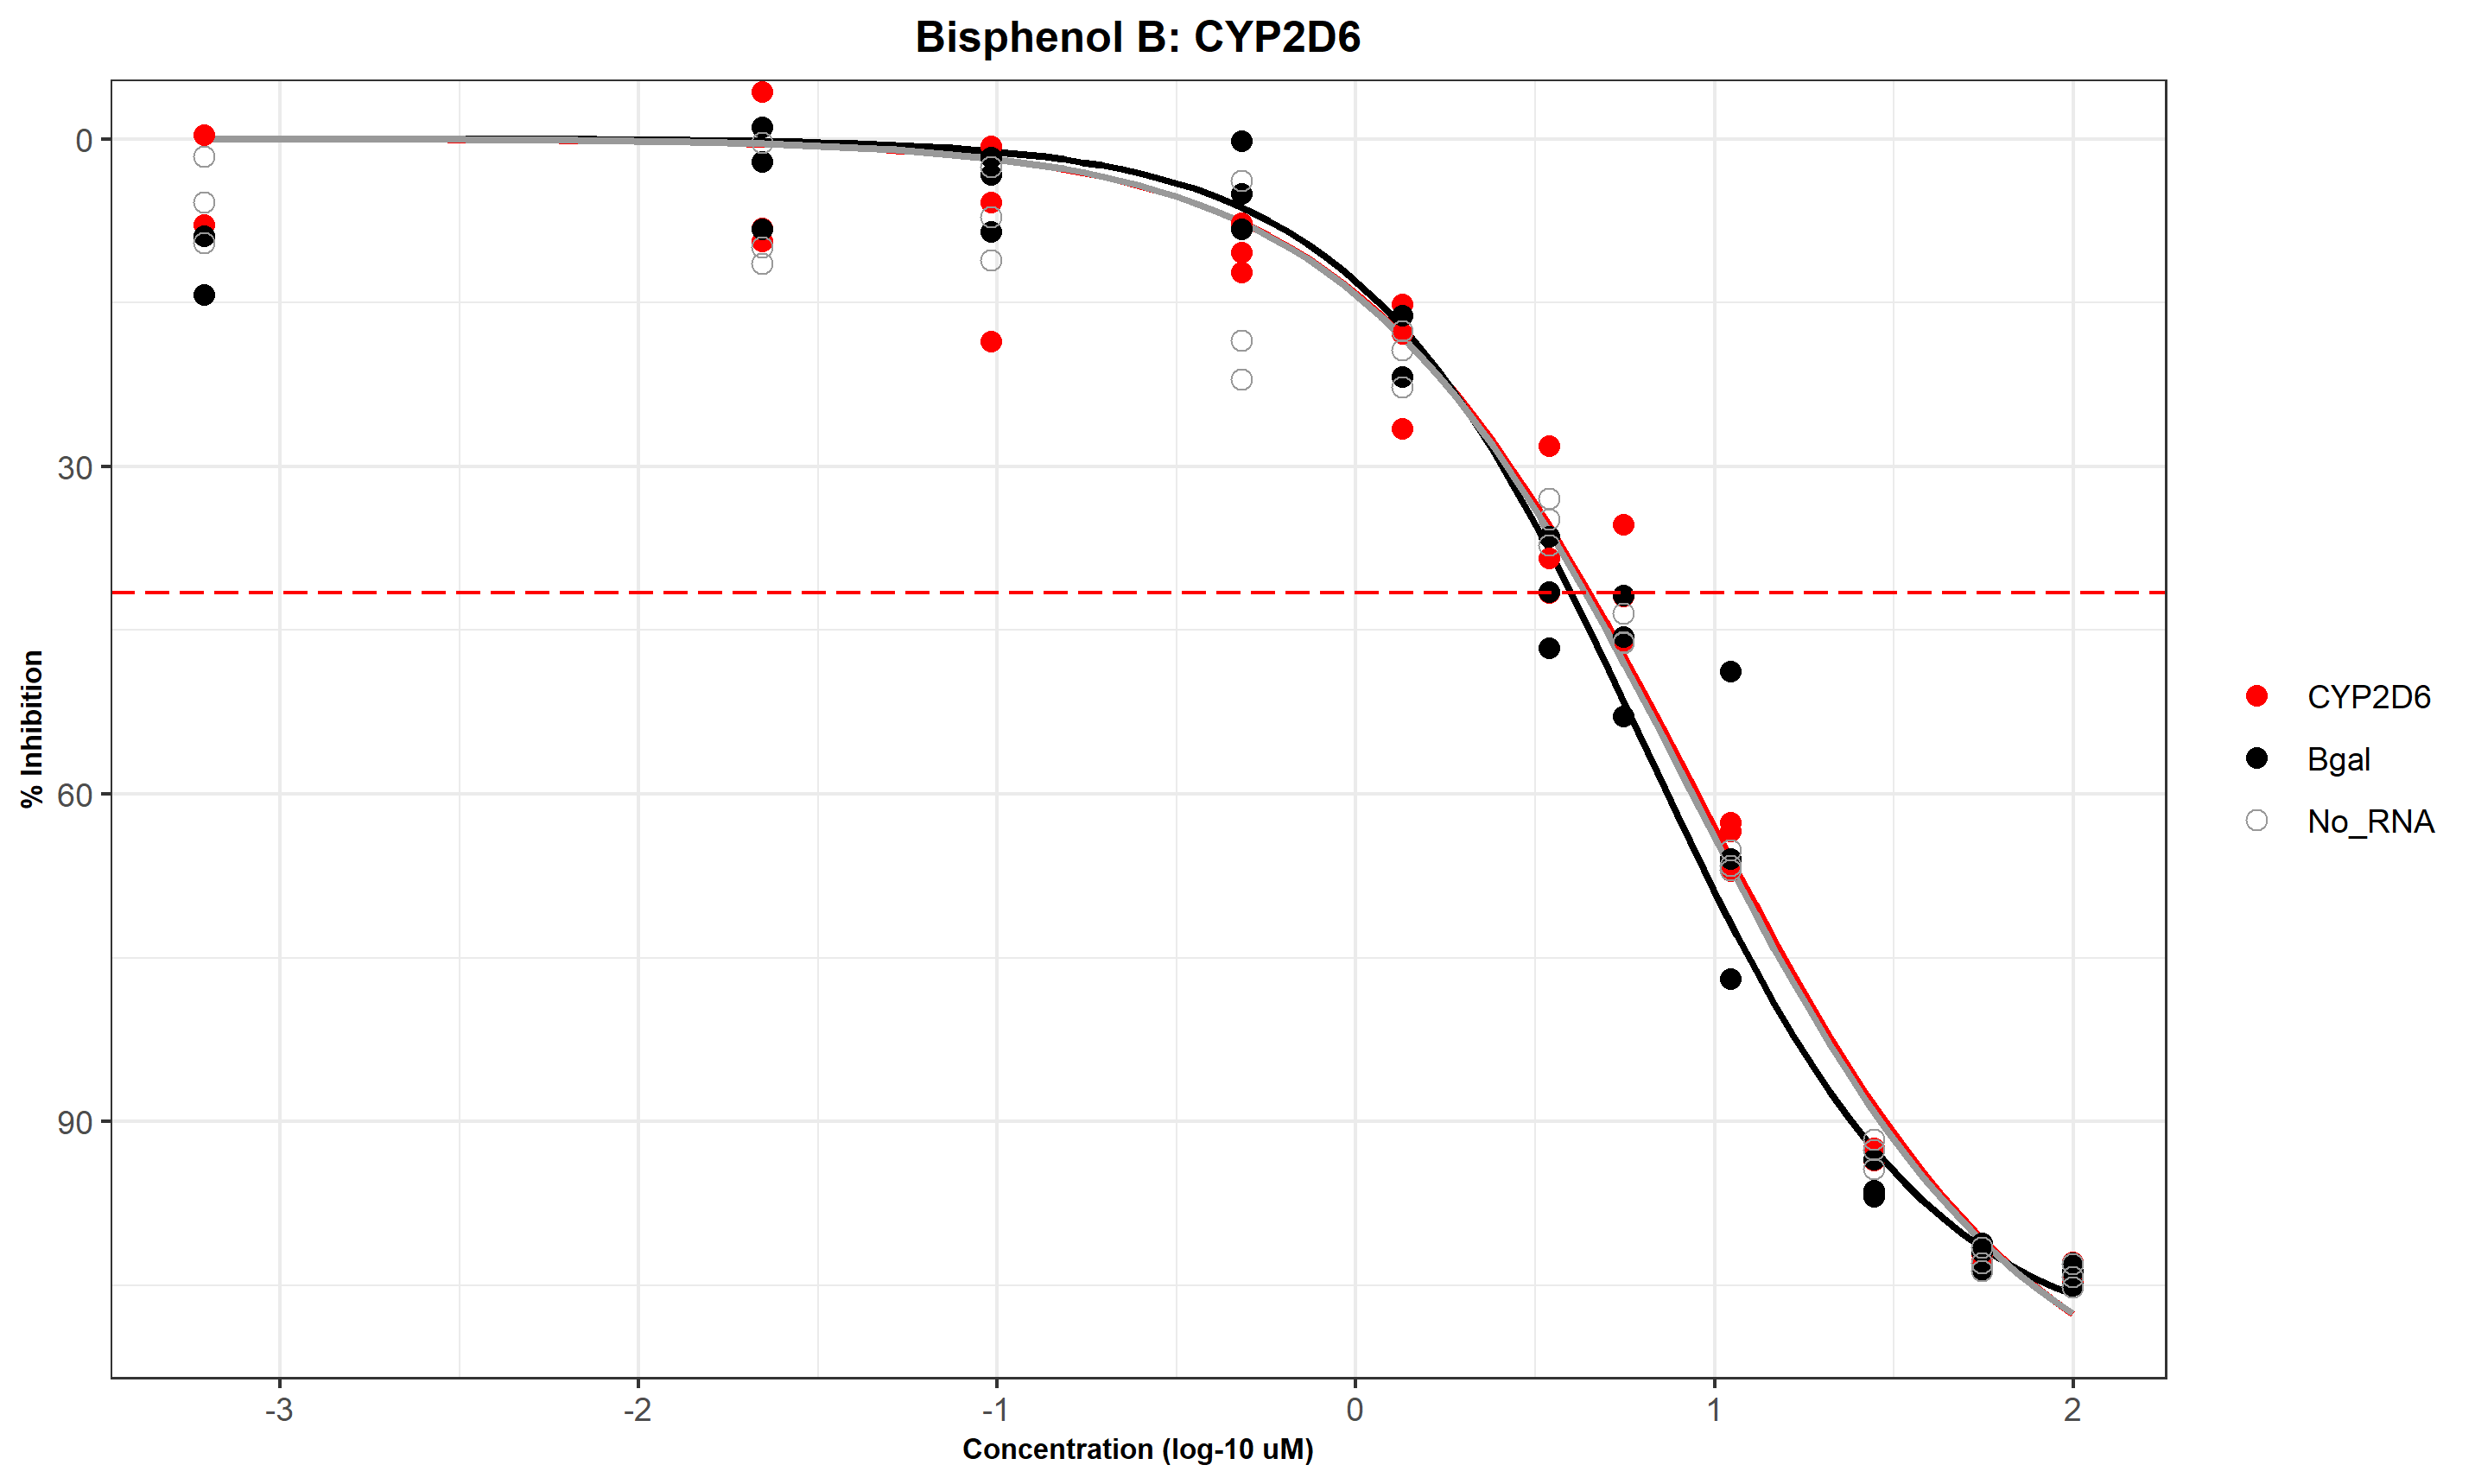 Bisphenol B: CYP2D6
% Inhibition
0
30
60
90
-3
-2
-1
0
1
2
Concentration (log-10 uM)
CYP2D6
Bgal
No_RNA